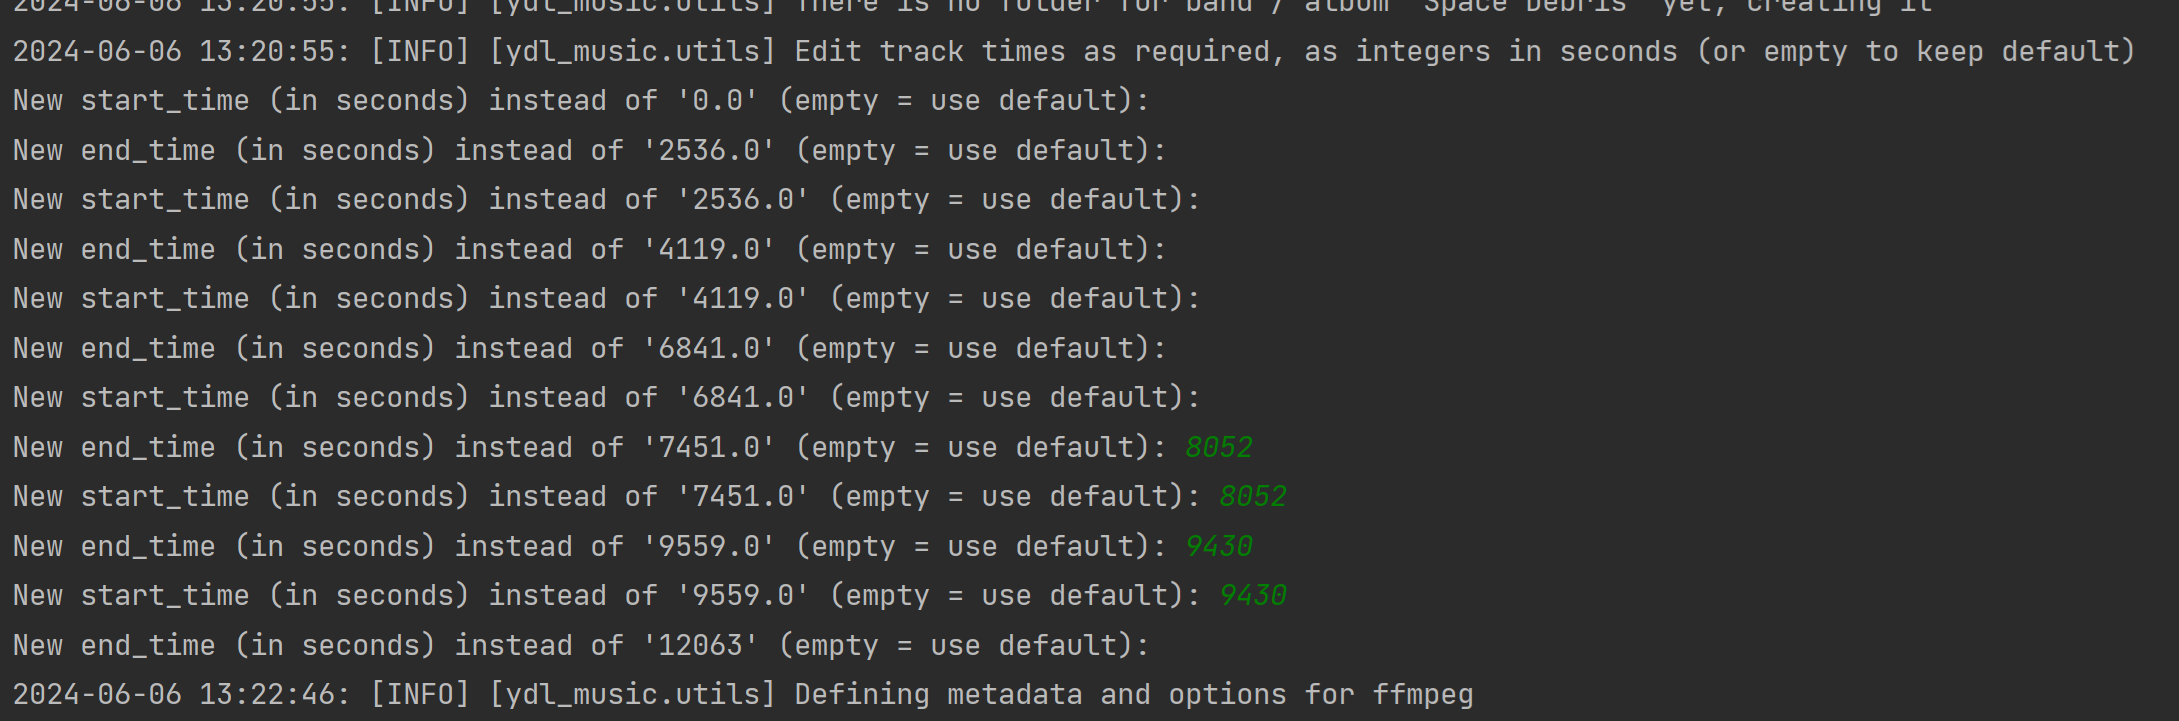 2024-06-06 13:20:55: [INFO] [ydl_music.utils] There is no folder for band / album 'Space Debris' yet, creating it
2024-06-06 13:20:55: [INFO] [ydl_music.utils] Edit track times as required, as integers in seconds (or empty to keep default)
New start_time (in seconds) instead of '0.0' (empty = use default):
New end_time (in seconds) instead of '2536.0' (empty = use default):
New start_time (in seconds) instead of '2536.0' (empty = use default):
New end_time (in seconds) instead of '4119.0' (empty = use default):
New start_time (in seconds) instead of '4119.0' (empty = use default):
New end_time (in seconds) instead of '6841.0' (empty = use default):
New start_time (in seconds) instead of '6841.0' (empty = use default):
New end_time (in seconds) instead of '7451.0' (empty = use default): 8052
New start_time (in seconds) instead of '7451.0' (empty = use default): 8052
New end_time (in seconds) instead of '9559.0' (empty = use default): 9430
New start_time (in seconds) instead of '9559.0' (empty = use default): 9430
New end_time (in seconds) instead of '12063' (empty = use default):
2024-06-06 13:22:46: [INFO] [ydl_music.utils] Defining metadata and options for ffmpeg